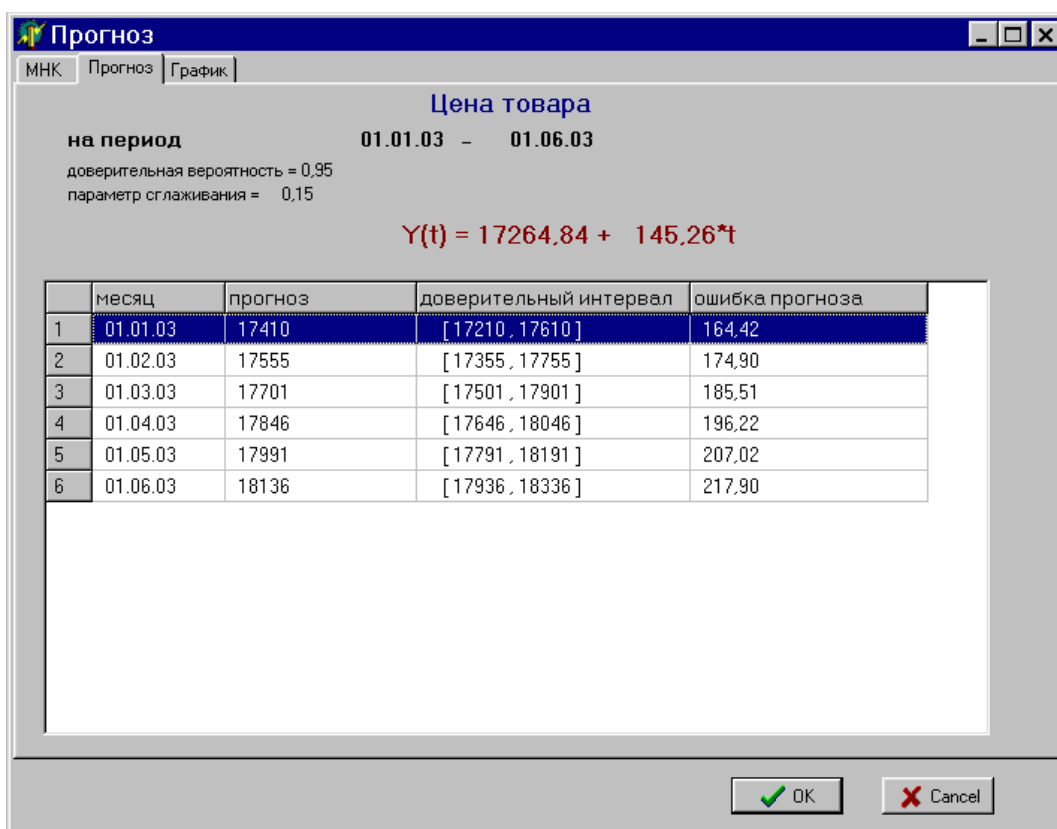 Прогноз
МНК Прогноз График
Цена товара
на период 01.01.03 – 01.06.03
доверительная вероятность = 0,95
параметр сглаживания = 0,15
Y(t) = 17264,84 + 145,26*t
месяц прогноз доверительный интервал ошибка прогноза
1 01.01.03 17410 [ 17210 , 17610 ] 164,42
2 01.02.03 17555 [ 17355 , 17755 ] 174,90
3 01.03.03 17701 [ 17501 , 17901 ] 185,51
4 01.04.03 17846 [ 17646 , 18046 ] 196,22
5 01.05.03 17991 [ 17791 , 18191 ] 207,02
6 01.06.03 18136 [ 17936 , 18336 ] 217,90
OK Cancel